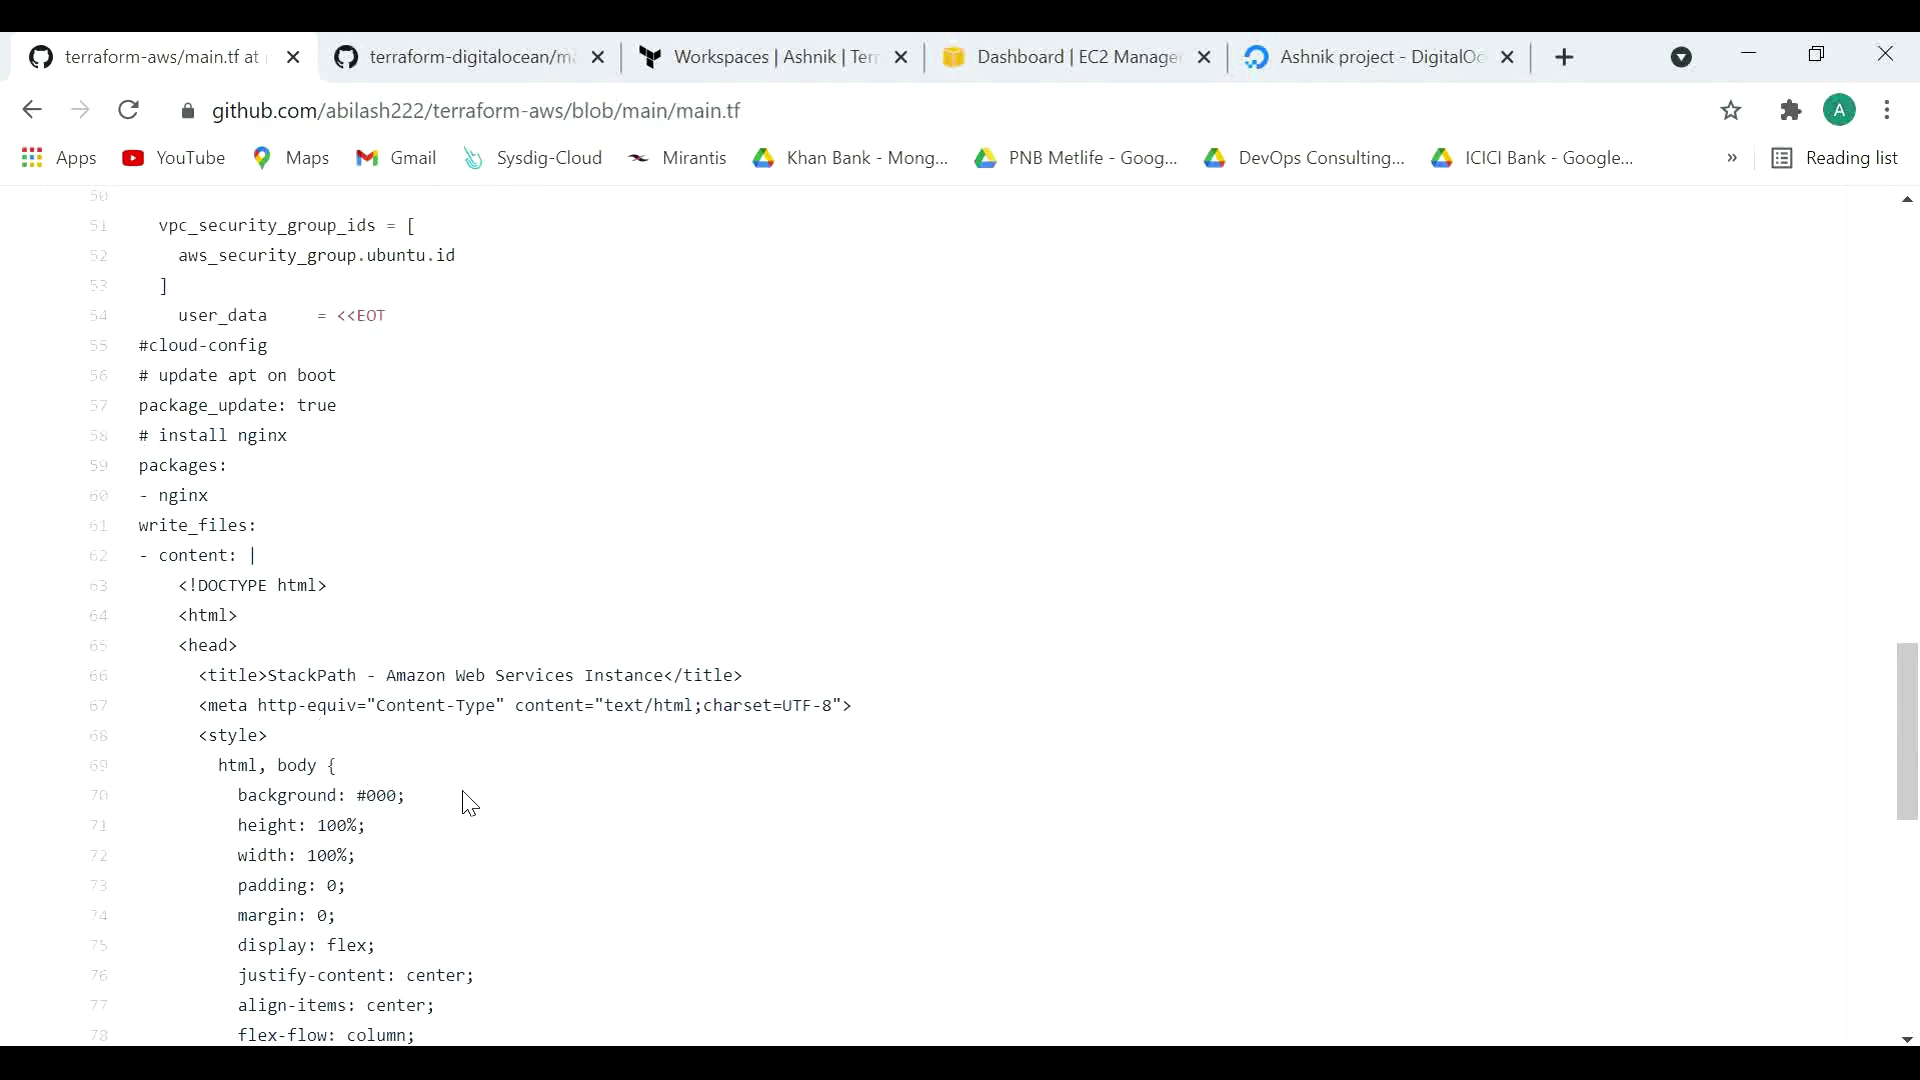 terraform-aws/main.tf at
terraform-digitalocean/ma
Workspaces | Ashnik | Terr
Dashboard | EC2 Manage
Ashnik project - DigitalOc
github.com/abilash222/terraform-aws/blob/main/main.tf
A
Apps
YouTube
Maps
Gmail
Sysdig-Cloud
Mirantis
Khan Bank - Mong...
PNB Metlife - Goog...
DevOps Consulting...
ICICI Bank - Google...
»
Reading list
50
51 vpc_security_group_ids = [
52 aws_security_group.ubuntu.id
53 ]
54 user_data = <<EOT
55 #cloud-config
56 # update apt on boot
57 package_update: true
58 # install nginx
59 packages:
60 - nginx
61 write_files:
62 - content: |
63 <!DOCTYPE html>
64 <html>
65 <head>
66 <title>StackPath - Amazon Web Services Instance</title>
67 <meta http-equiv="Content-Type" content="text/html;charset=UTF-8">
68 <style>
69 html, body {
70 background: #000;
71 height: 100%;
72 width: 100%;
73 padding: 0;
74 margin: 0;
75 display: flex;
76 justify-content: center;
77 align-items: center;
78 flex-flow: column;